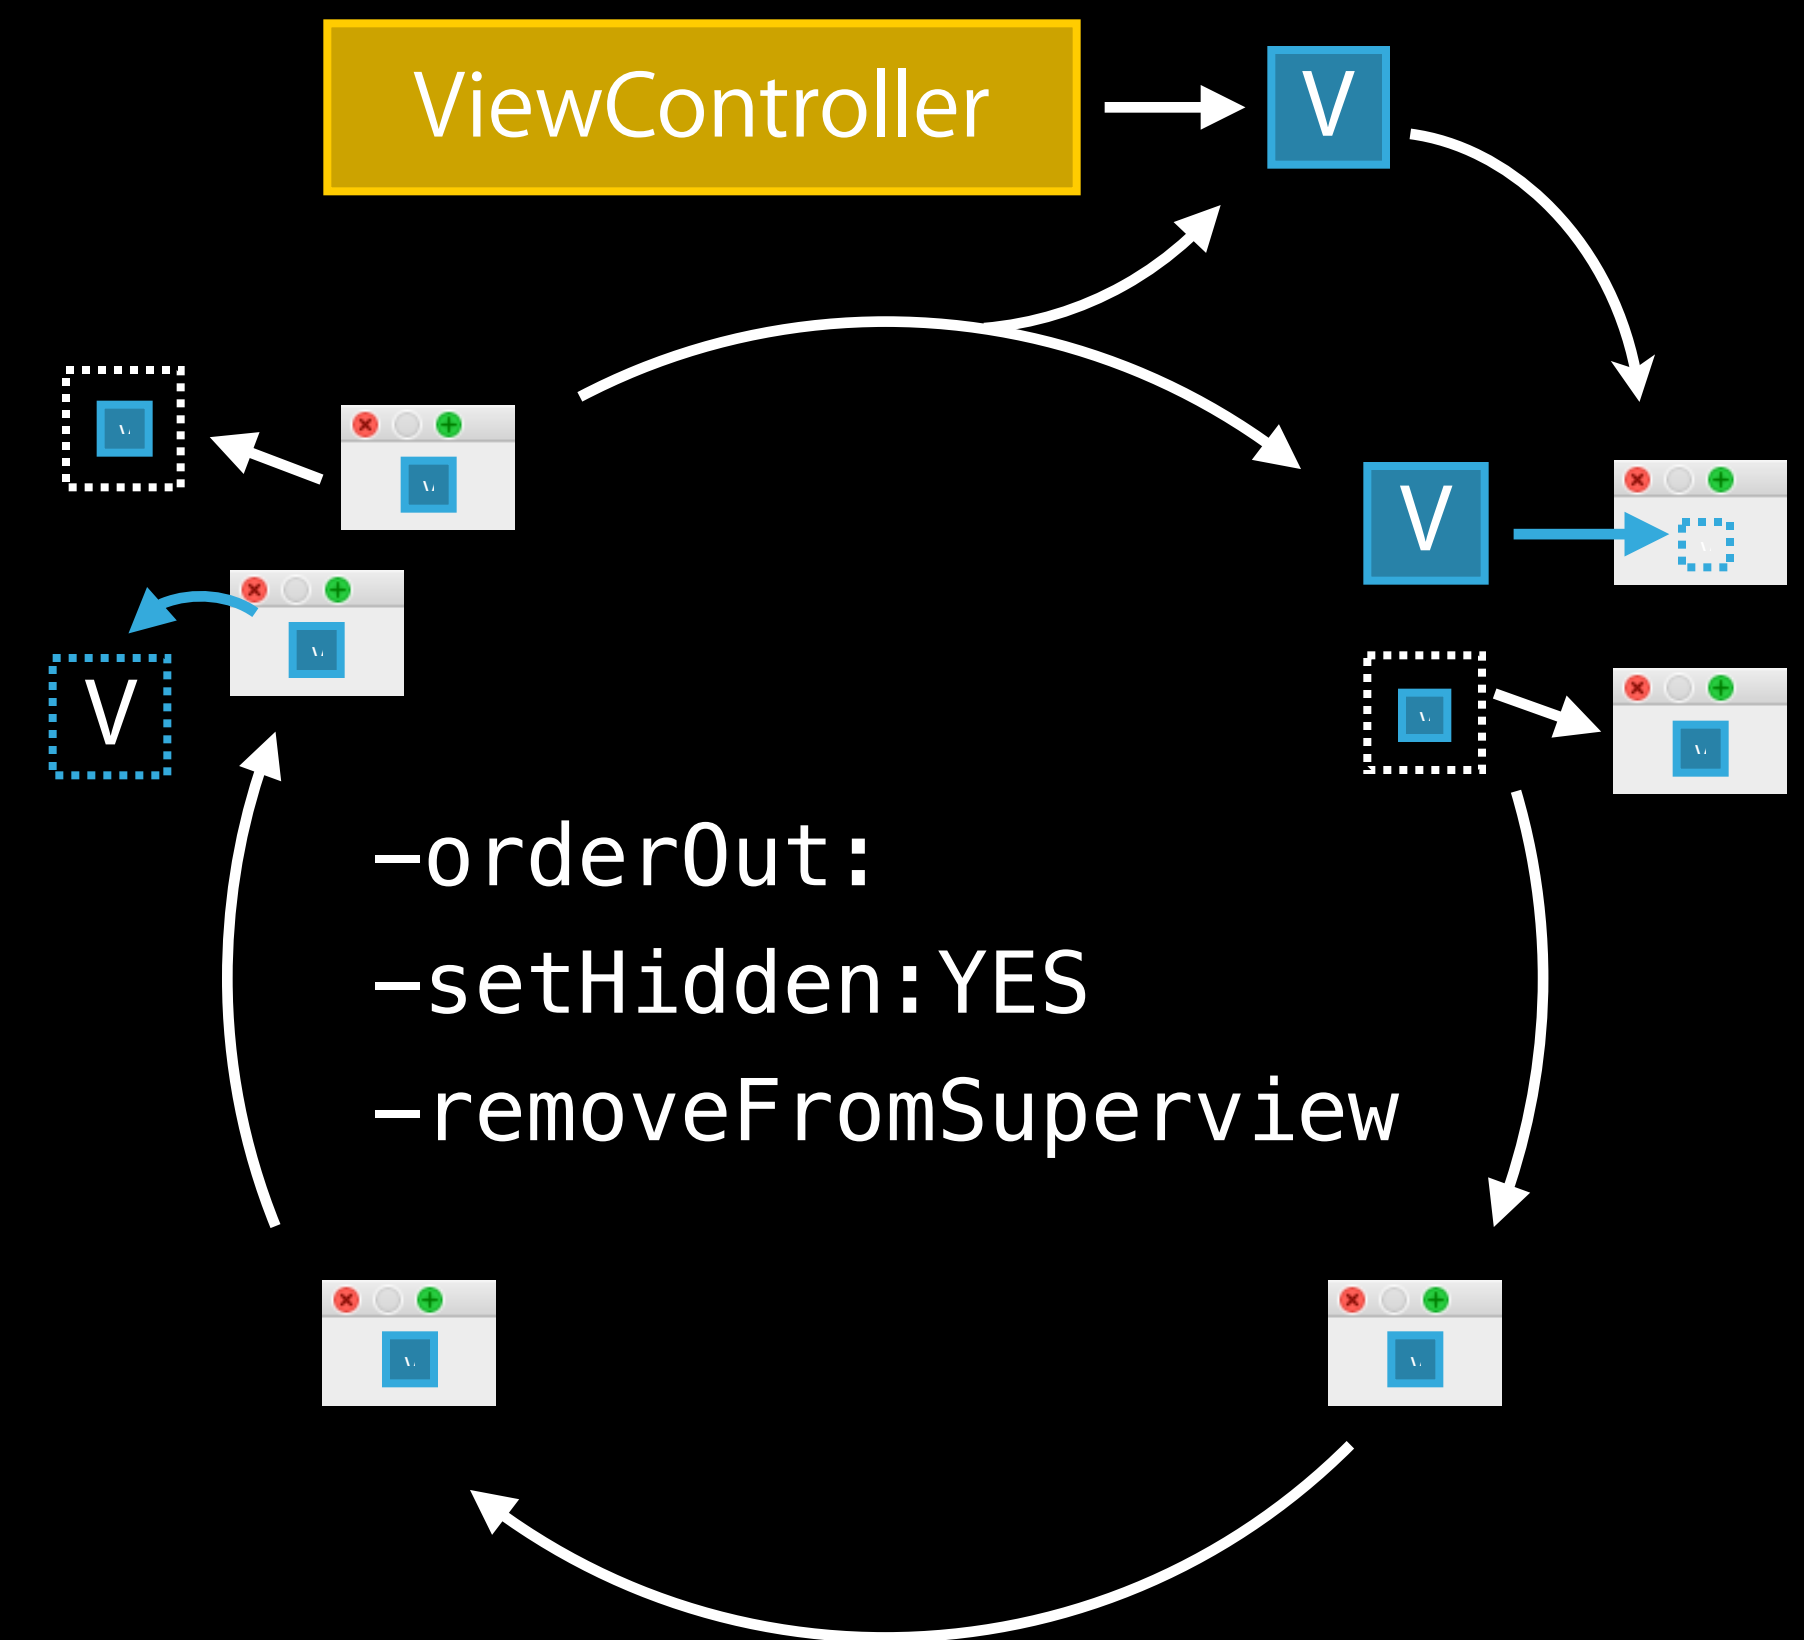 ViewController
V
V
V
–orderOut:
–setHidden:YES
–removeFromSuperview